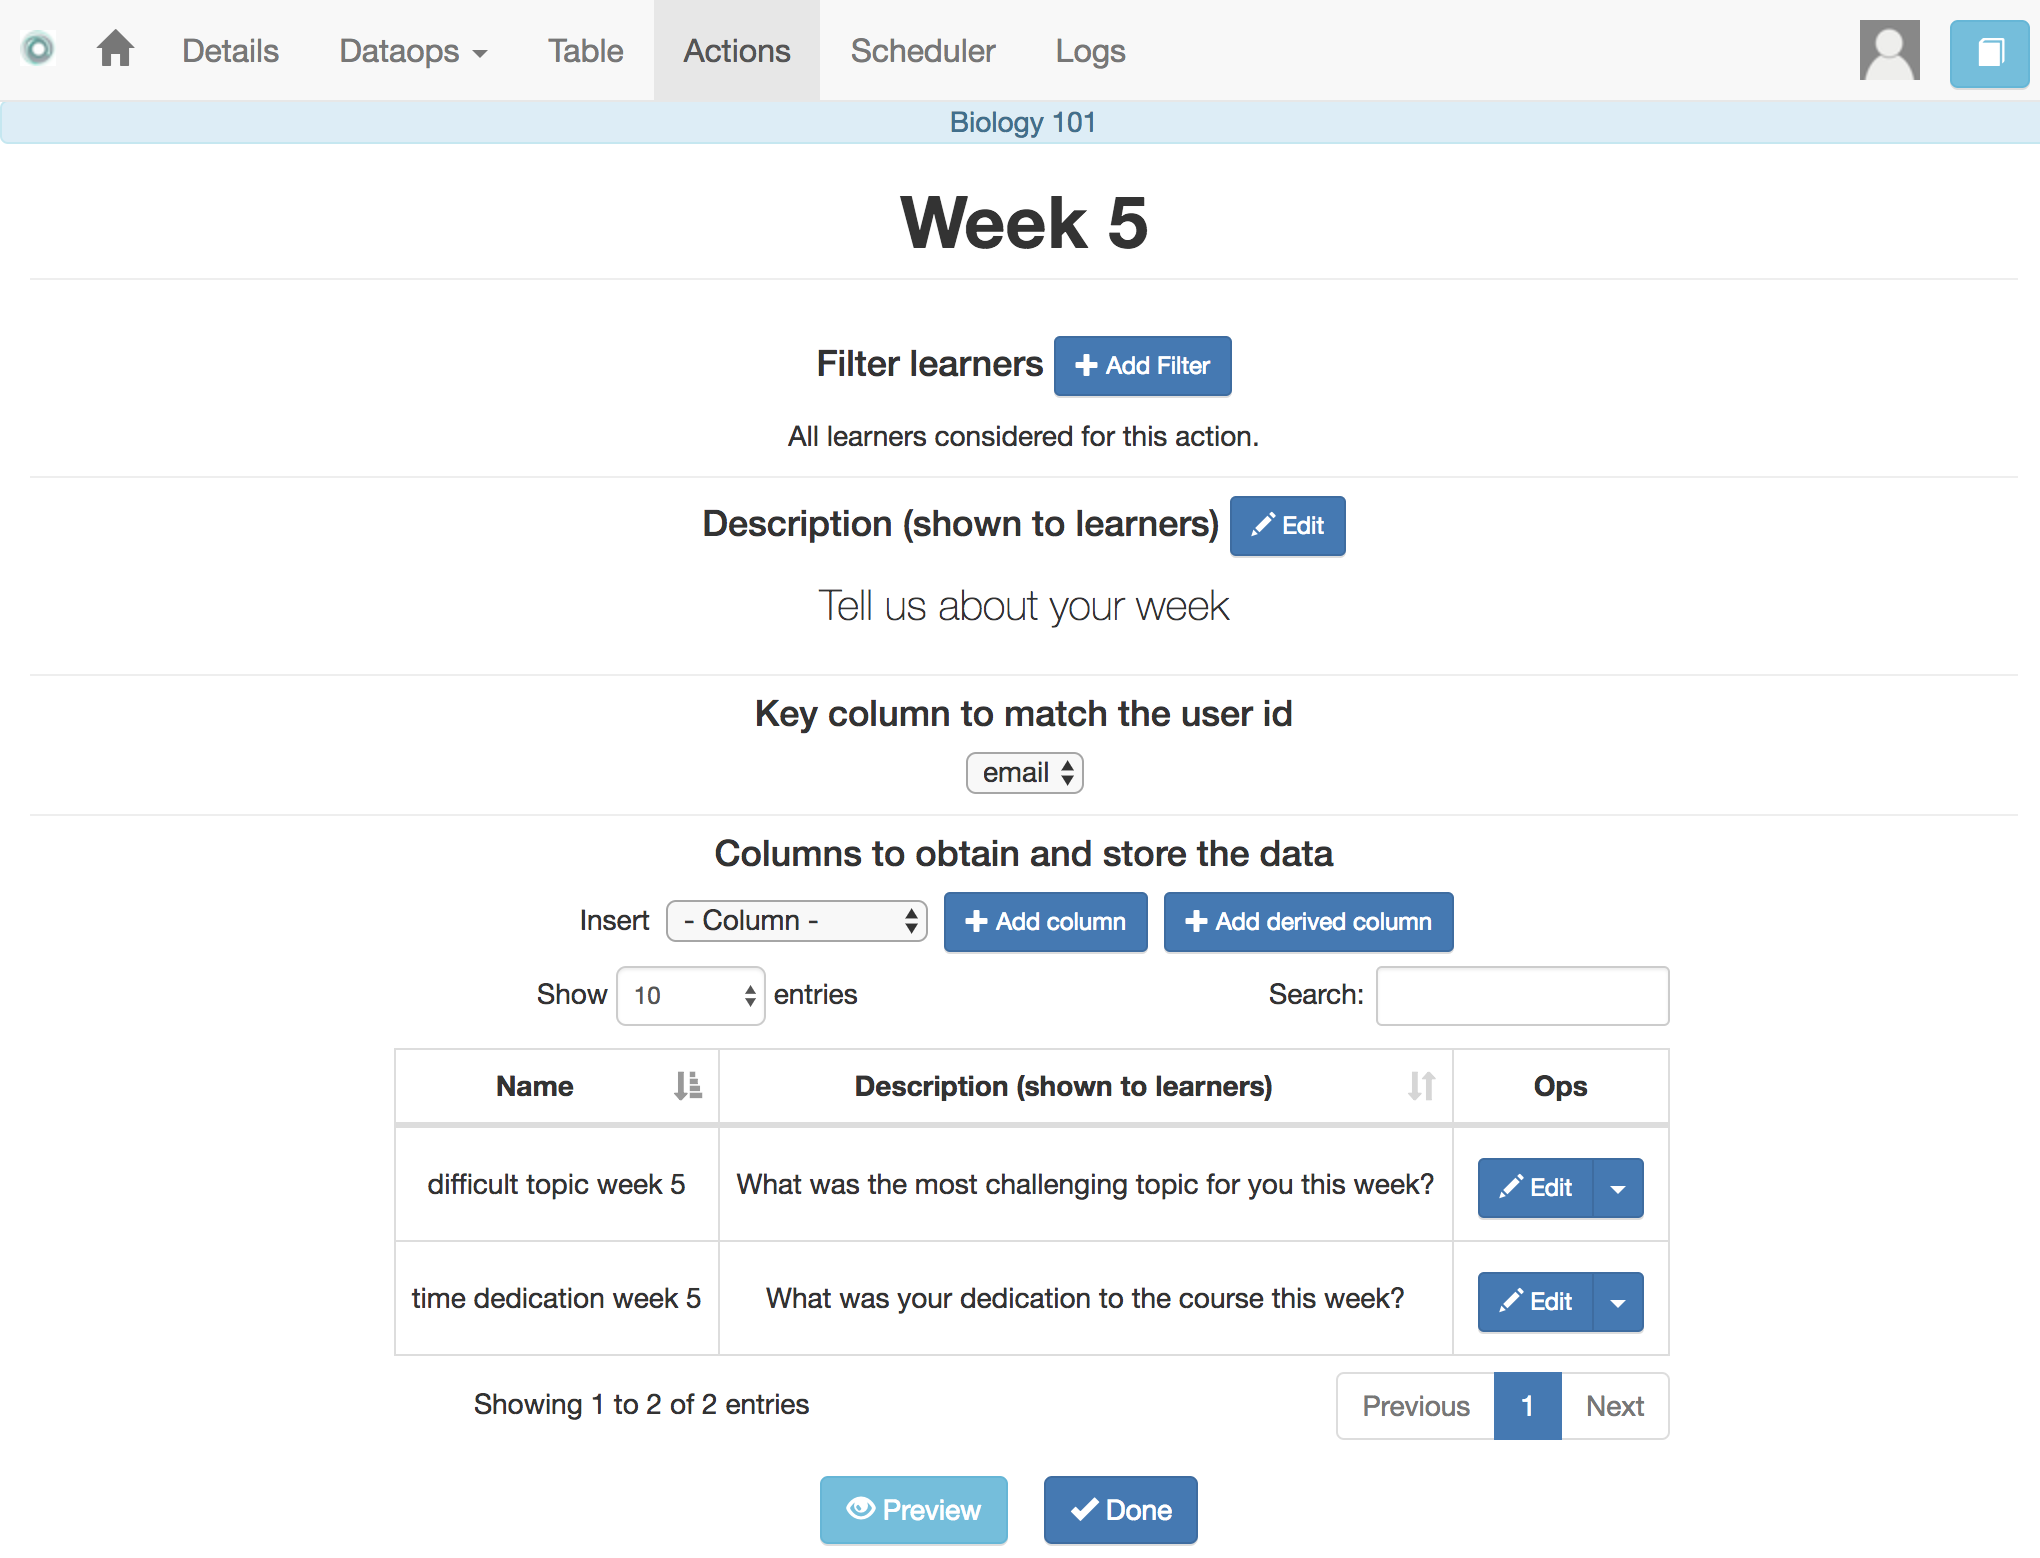 Details Dataops Table Actions Scheduler Logs
Biology 101
Week 5
Filter learners Add Filter
All learners considered for this action.
Description (shown to learners) Edit
Tell us about your week
Key column to match the user id
email
Columns to obtain and store the data
Insert - Column - Add column Add derived column
Show 10 entries Search:
Name Description (shown to learners) Ops
difficult topic week 5 What was the most challenging topic for you this week? Edit
time dedication week 5 What was your dedication to the course this week? Edit
Showing 1 to 2 of 2 entries Previous 1 Next
Preview Done